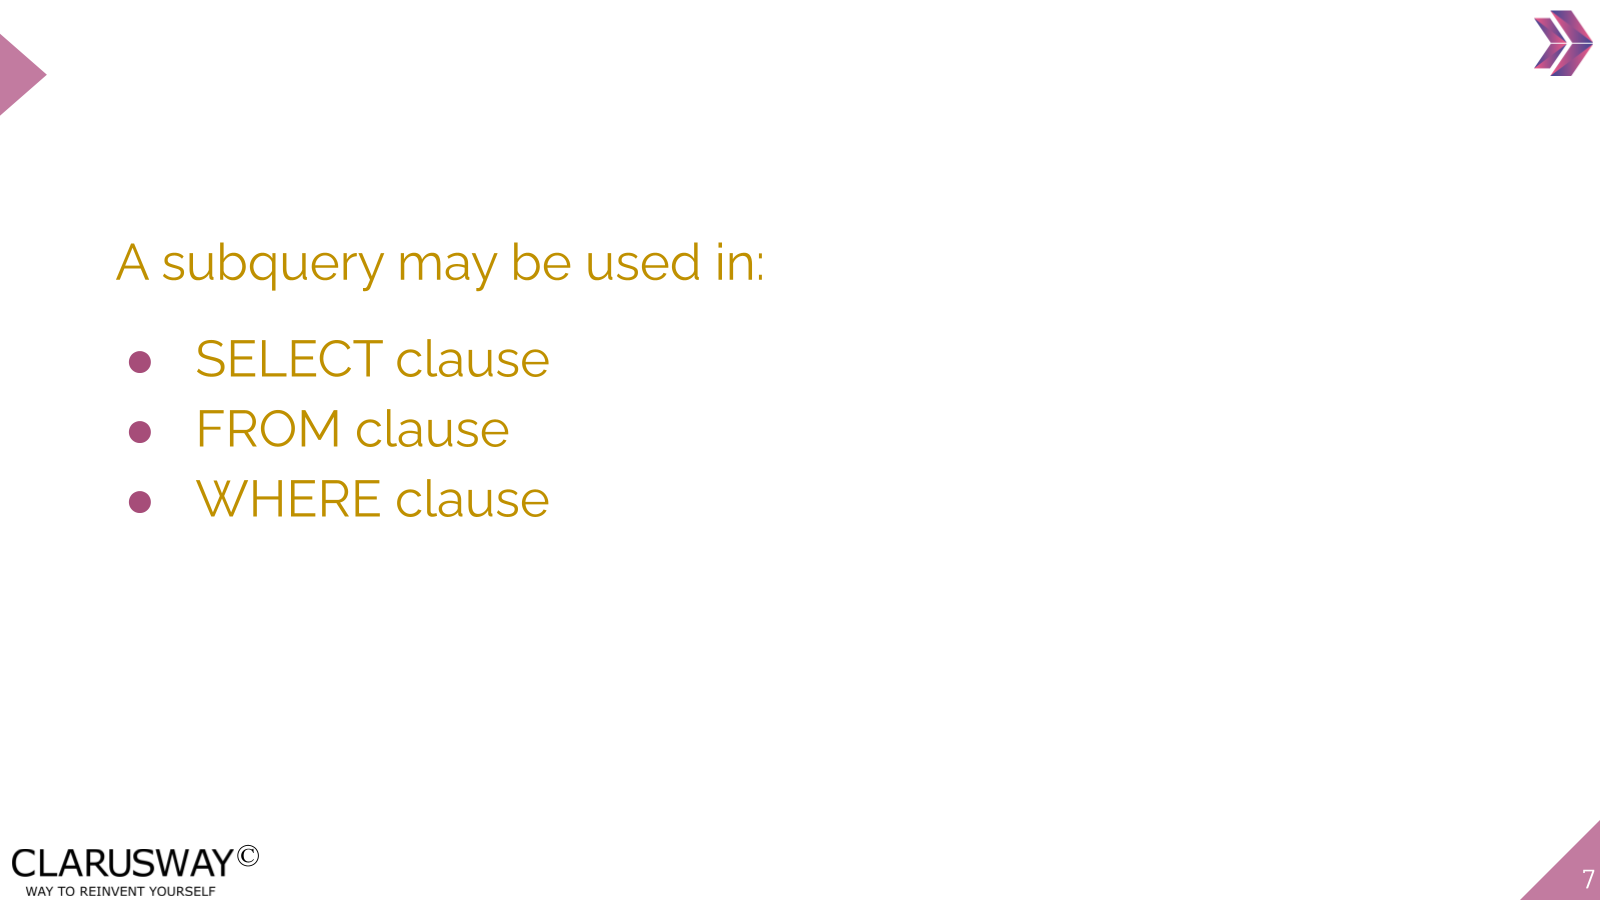 A subquery may be used in:
● SELECT clause
● FROM clause
● WHERE clause
CLARUSWAY©
WAY TO REINVENT YOURSELF
7